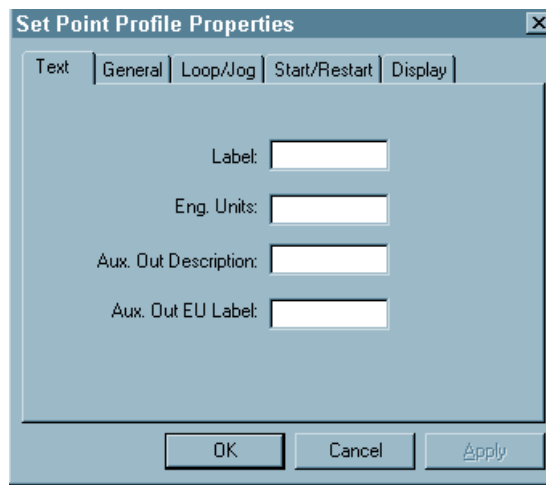 Set Point Profile Properties
Text General Loop/Jog Start/Restart Display
Label:
Eng. Units:
Aux. Out Description:
Aux. Out EU Label:
OK Cancel Apply